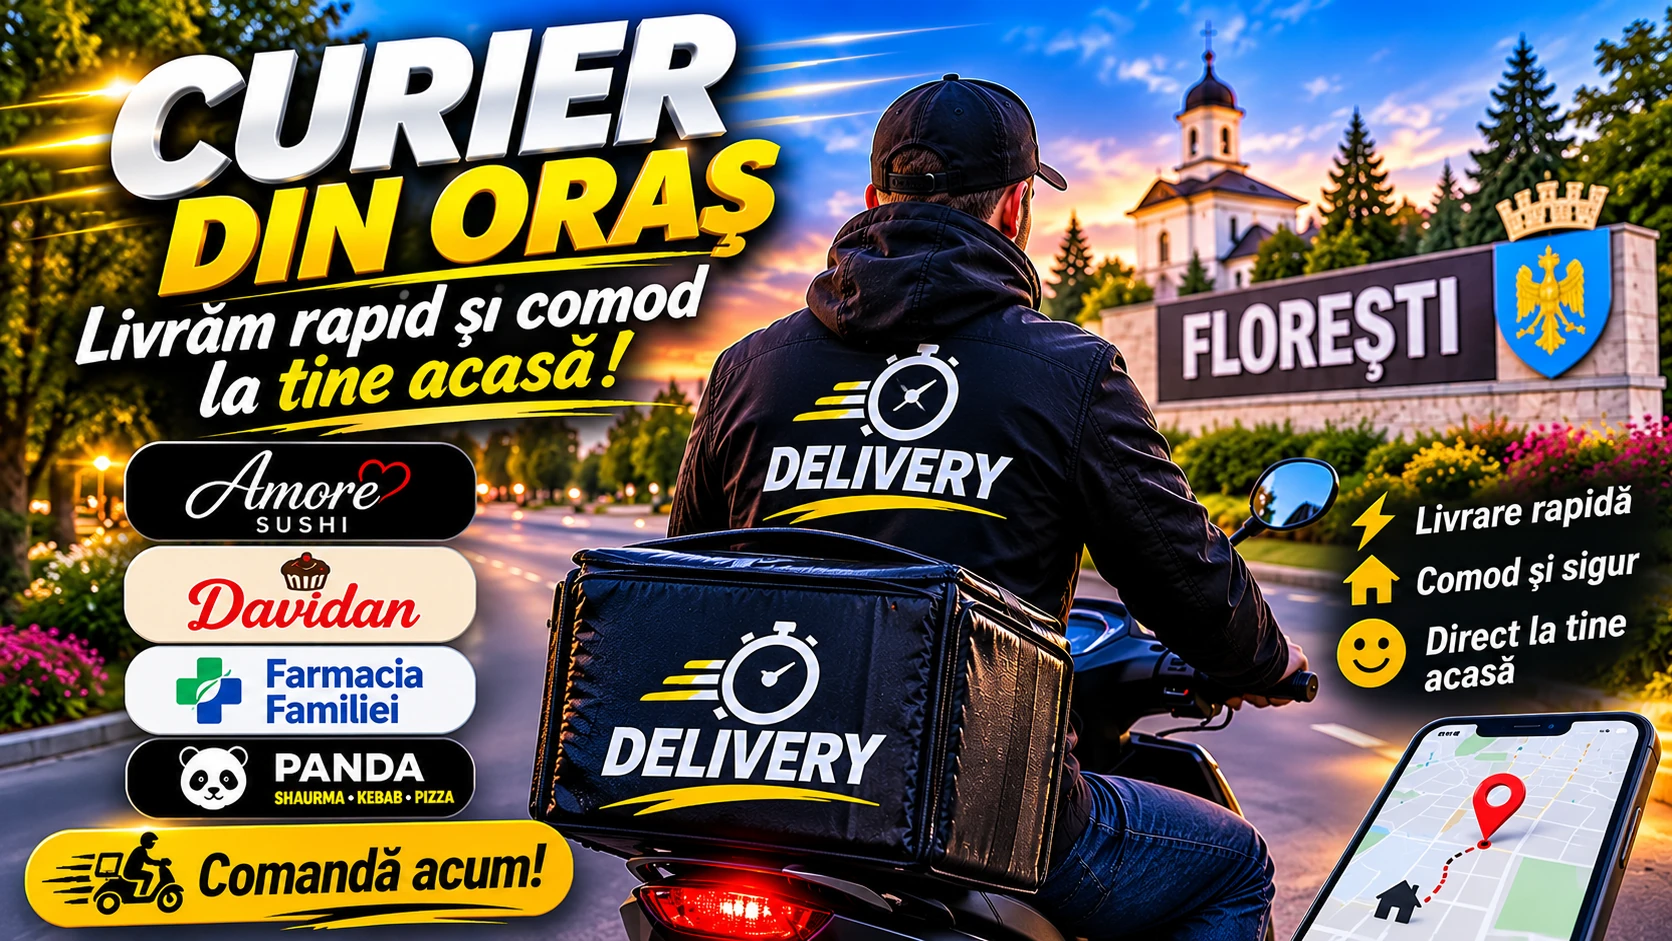 CURIER
DIN ORAȘ
Livrăm rapid și comod
la tine acasă!
Amore
SUSHI
Davidan
Farmacia
Familiei
PANDA
SHAURMA • KEBAB • PIZZA
Comandă acum!
DELIVERY
DELIVERY
FLOREȘTI
Livrare rapidă
Comod și sigur
Direct la tine
acasă